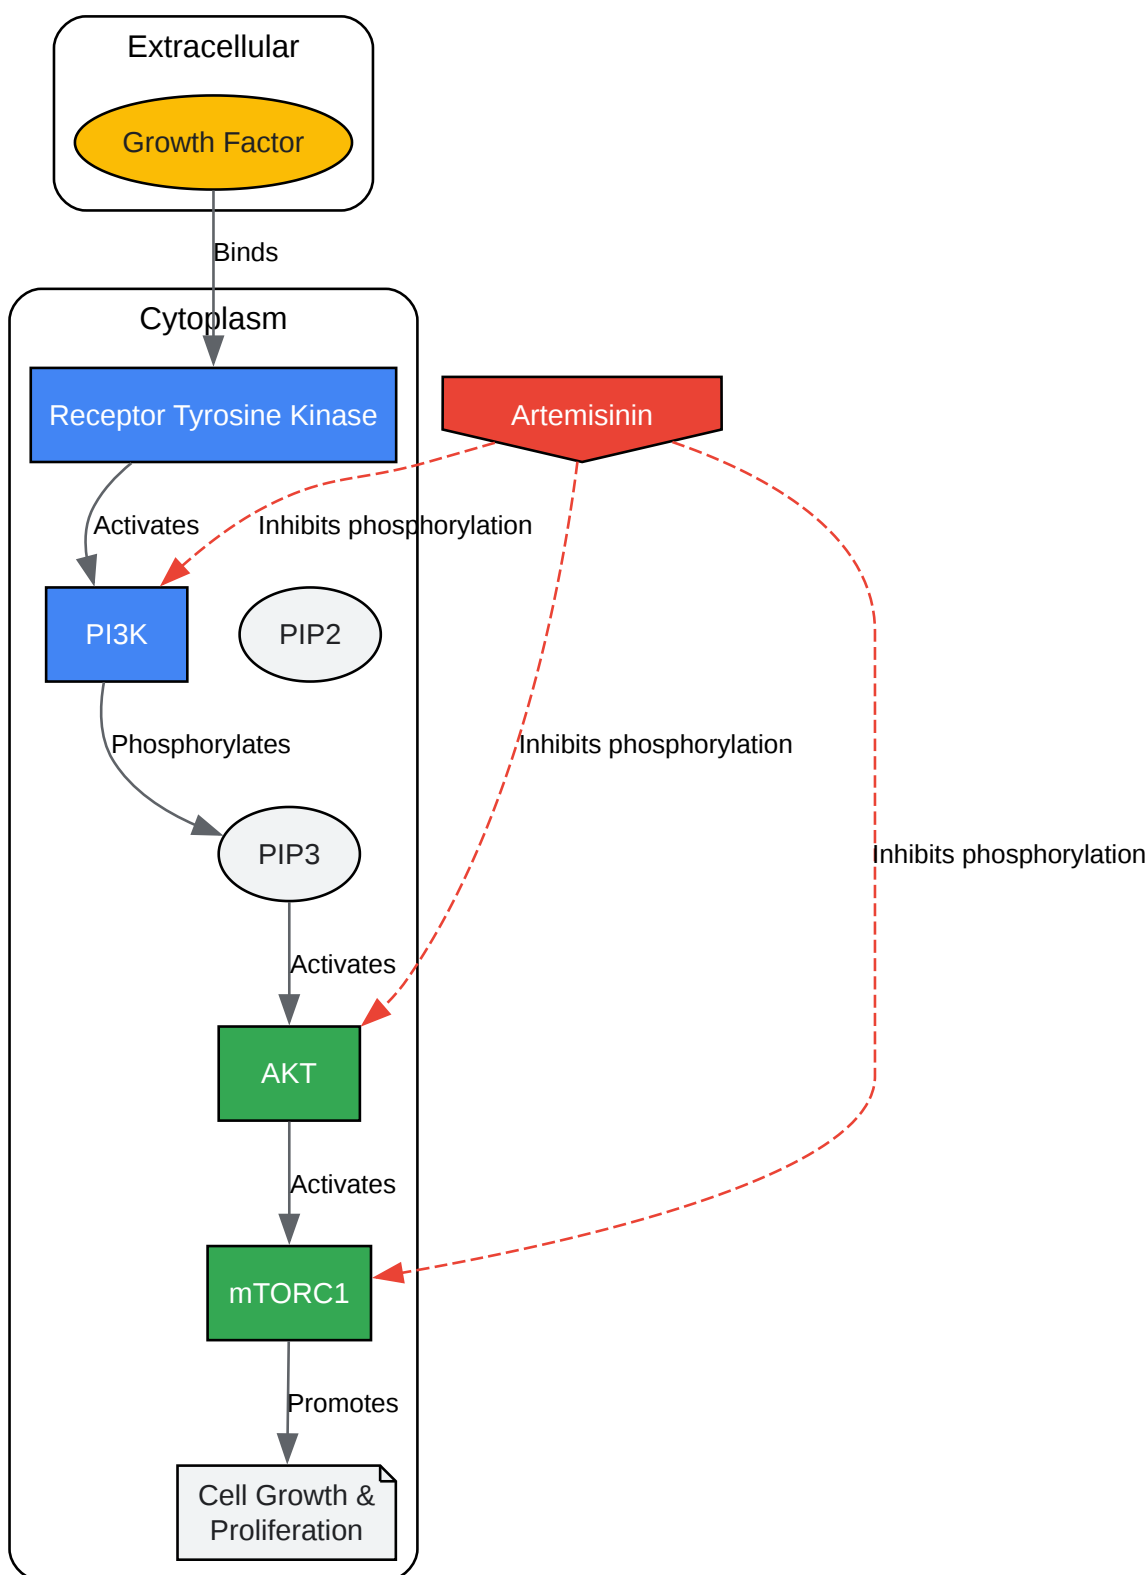 Extracellular
Growth Factor
Binds
Cytoplasm
Receptor Tyrosine Kinase
Artemisinin
Activates
Inhibits phosphorylation
PI3K
PIP2
Phosphorylates
Inhibits phosphorylation
PIP3
Inhibits phosphorylation
Activates
AKT
Activates
mTORC1
Promotes
Cell Growth &
Proliferation